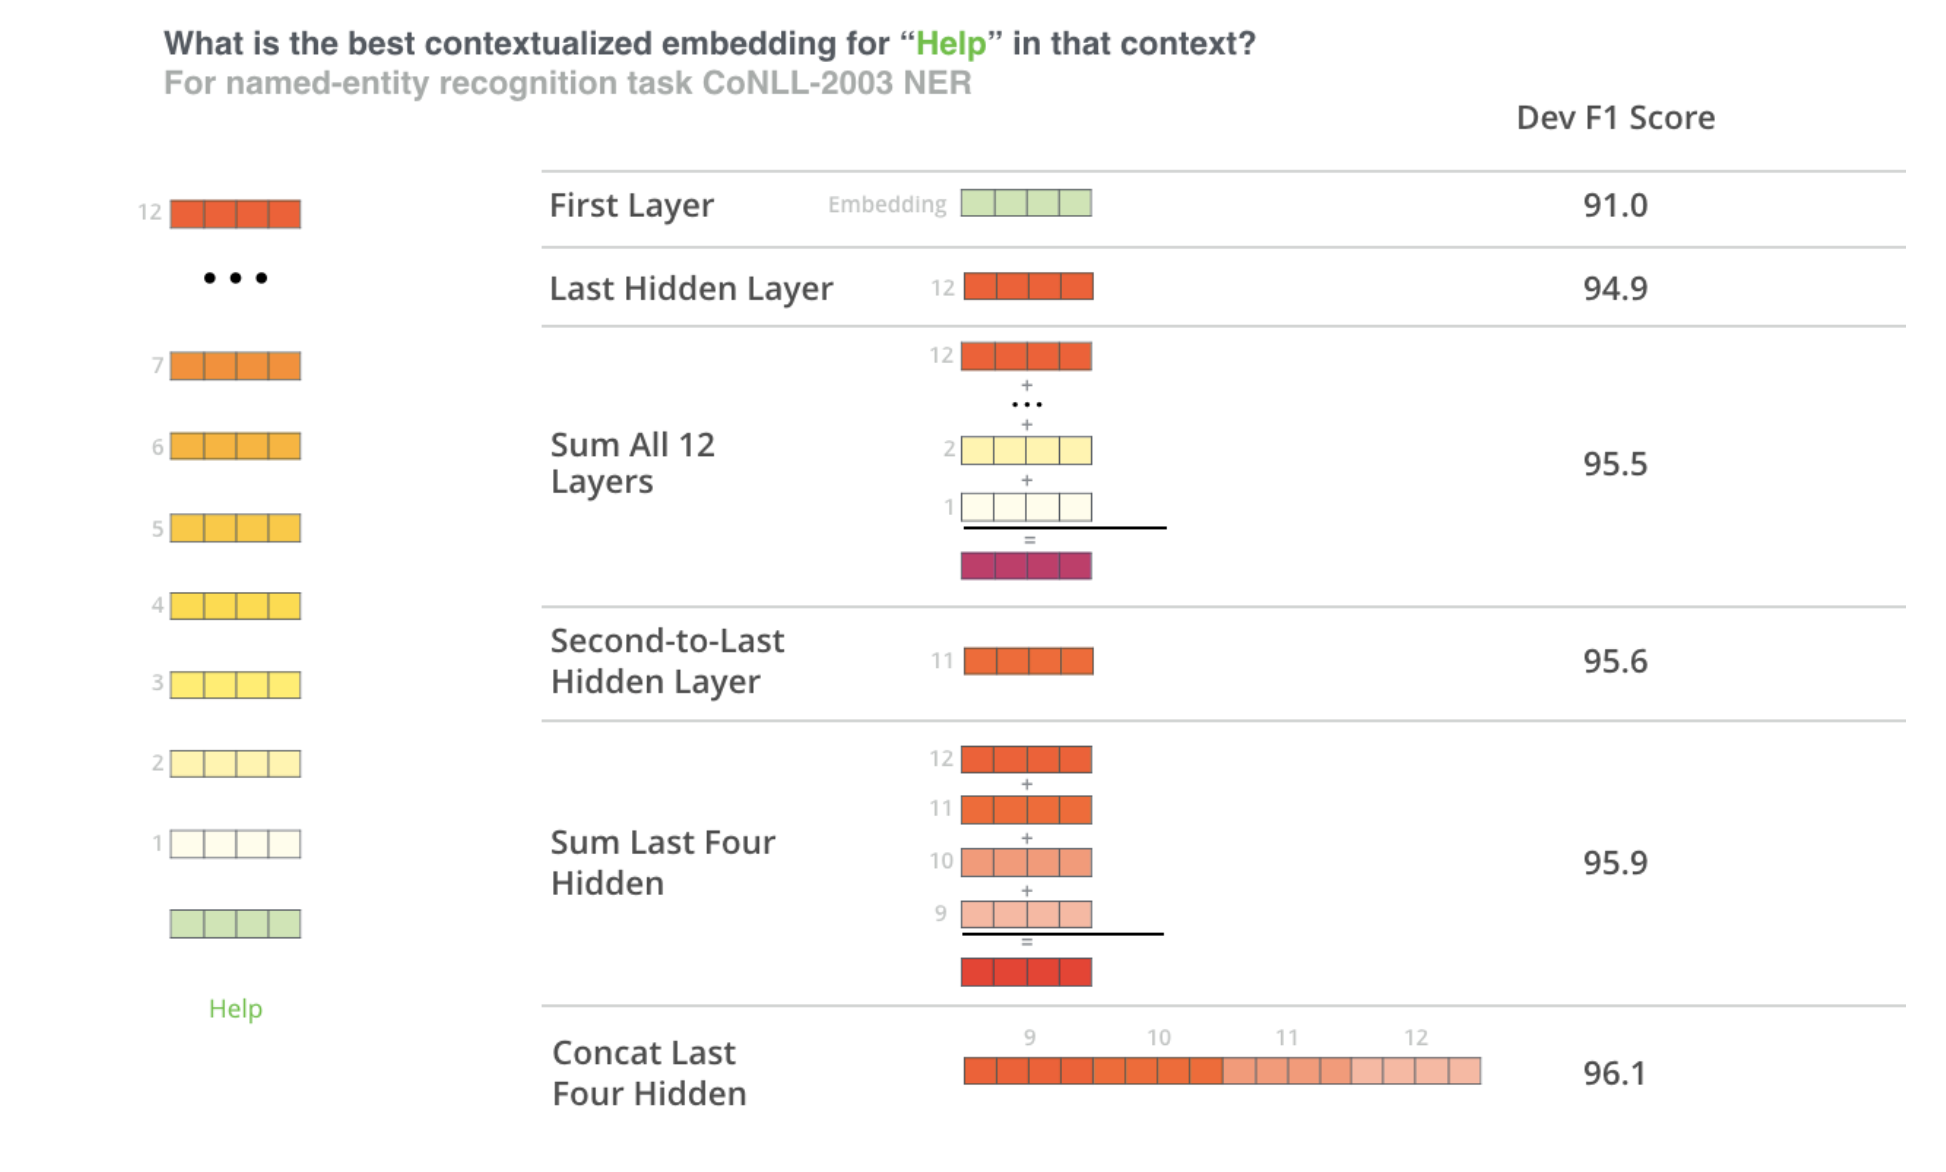 What is the best contextualized embedding for “Help” in that context?
For named-entity recognition task CoNLL-2003 NER
Dev F1 Score
12
7
6
5
4
3
2
1
Help
First Layer
Embedding
91.0
Last Hidden Layer
12
94.9
Sum All 12
Layers
12
+
...
+
2
+
1
=
95.5
Second-to-Last
Hidden Layer
11
95.6
Sum Last Four
Hidden
12
+
11
+
10
+
9
=
95.9
Concat Last
Four Hidden
9 10 11 12
96.1